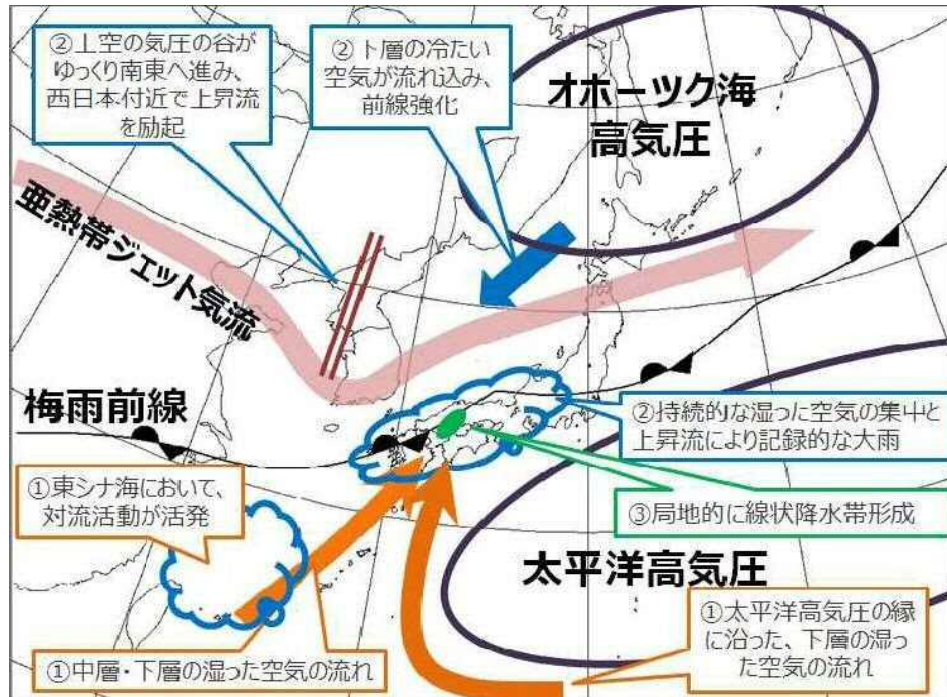 ②上空の気圧の谷が
ゆっくり南東へ進み、
西日本付近で上昇流
を励起
②下層の冷たい
空気が流れ込み、
前線強化
オホーツク海
高気圧
亜熱帯ジェット気流
梅雨前線
②持続的な湿った空気の集中と
上昇流により記録的な大雨
①東シナ海において、
対流活動が活発
③局地的に線状降水帯形成
太平洋高気圧
①中層・下層の湿った空気の流れ
①太平洋高気圧の縁
に沿った、下層の湿っ
た空気の流れ